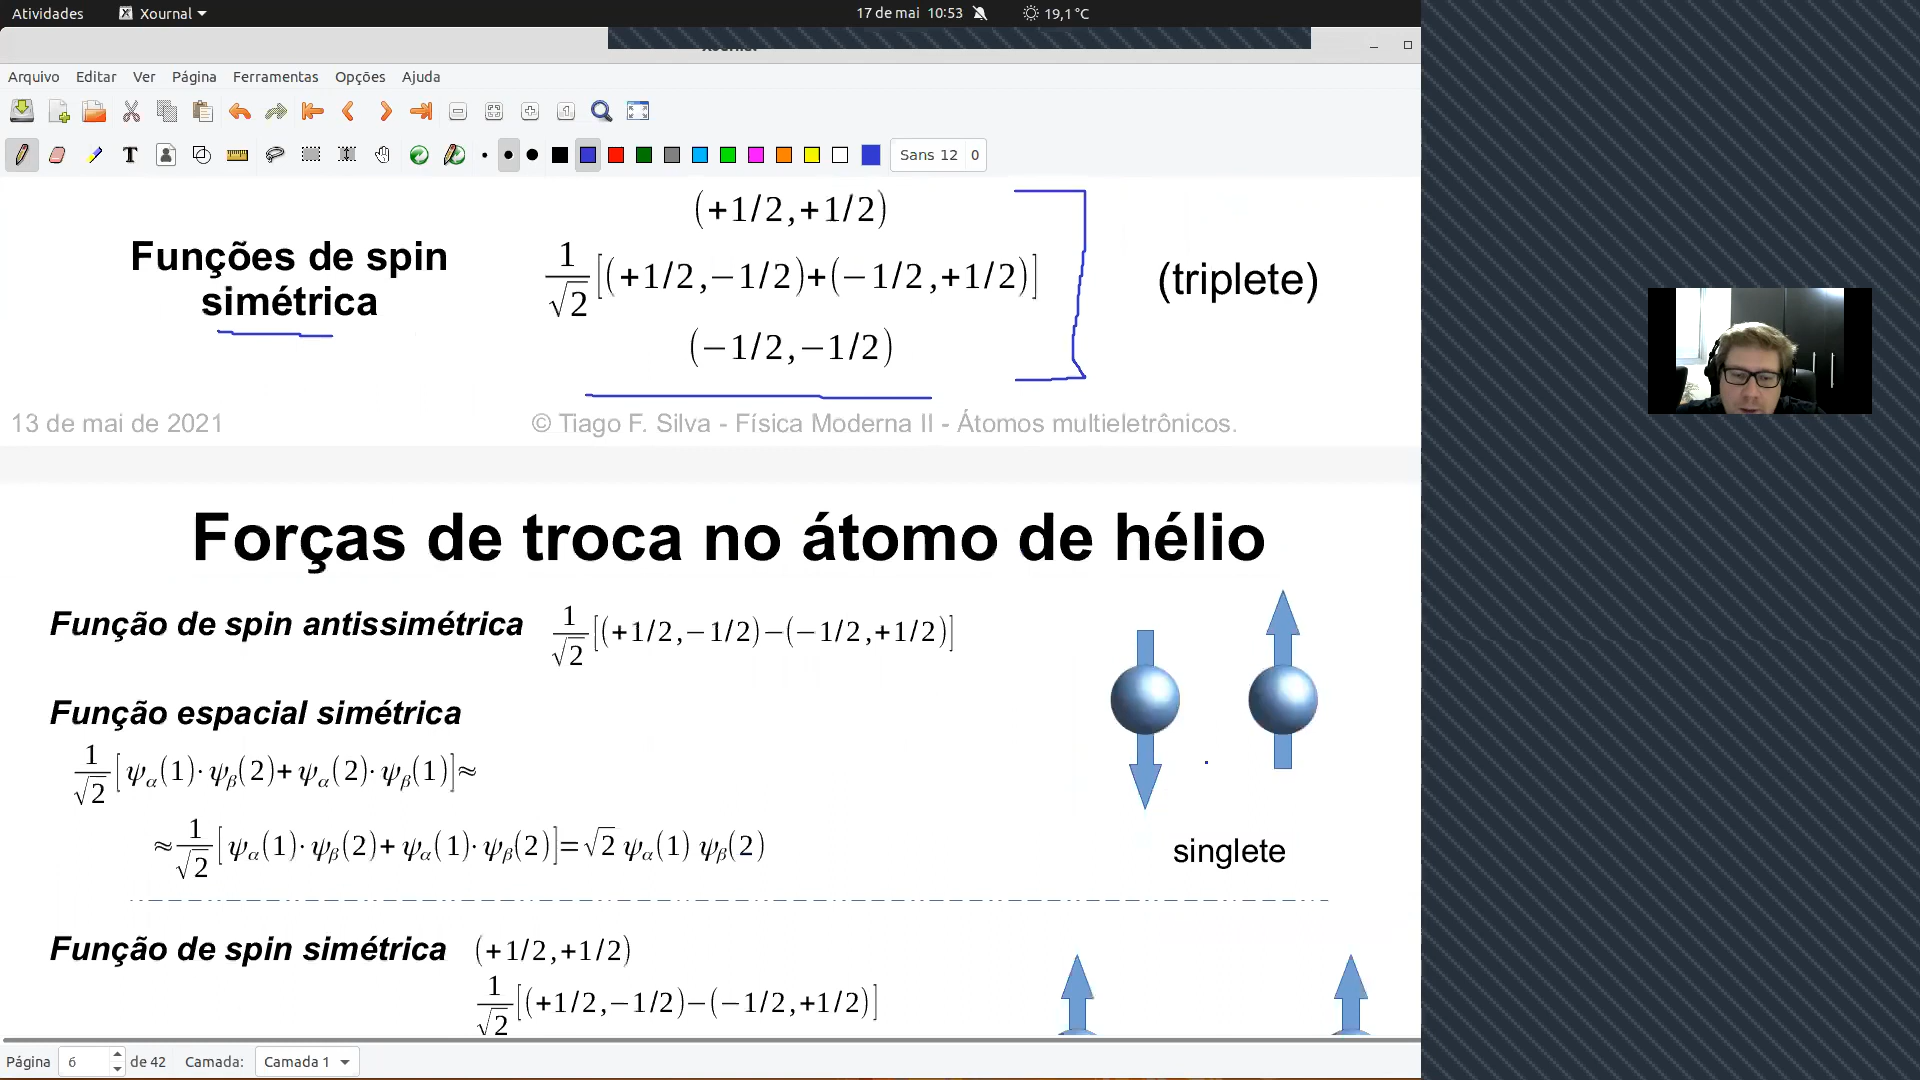 Atividades Xournal 17 de mai 10:53 19,1 °C
Arquivo Editar Ver Página Ferramentas Opções Ajuda
T Sans 12 0
(+1/2,+1/2)
Funções de spin simétrica
1/√2 [(+1/2,−1/2)+(−1/2,+1/2)]
(triplete)
(−1/2,−1/2)
13 de mai de 2021 © Tiago F. Silva - Física Moderna II - Átomos multieletrônicos.
Forças de troca no átomo de hélio
Função de spin antissimétrica 1/√2 [(+1/2,−1/2)−(−1/2,+1/2)]
Função espacial simétrica
1/√2 [ψα(1)·ψβ(2)+ψα(2)·ψβ(1)]≈
≈1/√2 [ψα(1)·ψβ(2)+ψα(1)·ψβ(2)]=√2 ψα(1) ψβ(2)
singlete
Função de spin simétrica (+1/2,+1/2)
1/√2 [(+1/2,−1/2)−(−1/2,+1/2)]
Página 6 de 42 Camada: Camada 1